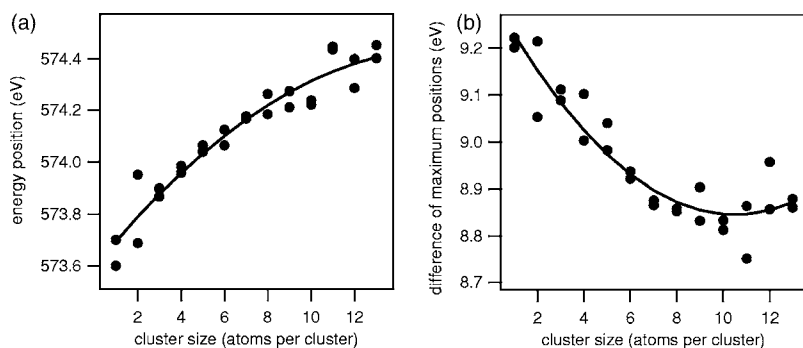 (a)
energy position (eV)
574.4
574.2
574.0
573.8
573.6
2 4 6 8 10 12
cluster size (atoms per cluster)
(b)
difference of maximum positions (eV)
9.2
9.1
9.0
8.9
8.8
8.7
2 4 6 8 10 12
cluster size (atoms per cluster)